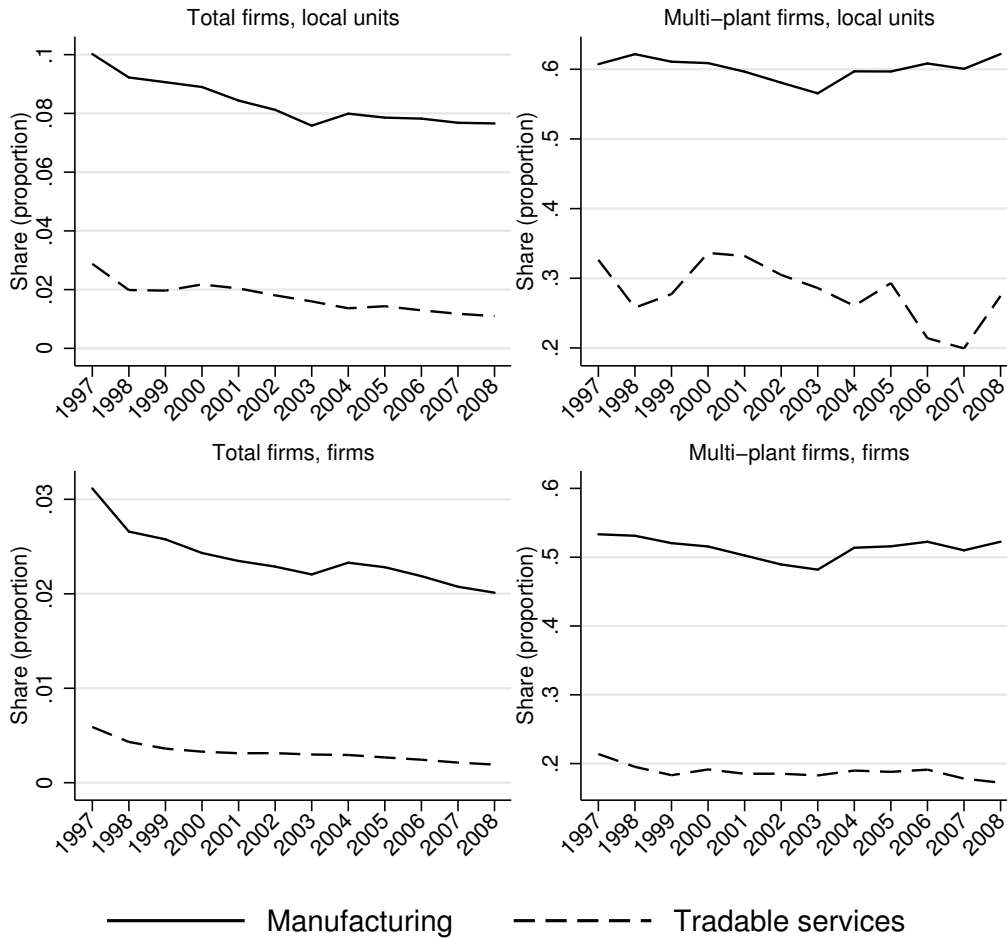 Total firms, local units
Share (proportion)
.1
.08
.06
.04
.02
0
1997 1998 1999 2000 2001 2002 2003 2004 2005 2006 2007 2008
Multi−plant firms, local units
Share (proportion)
.6
.5
.4
.3
.2
1997 1998 1999 2000 2001 2002 2003 2004 2005 2006 2007 2008
Total firms, firms
Share (proportion)
.03
.02
.01
0
1997 1998 1999 2000 2001 2002 2003 2004 2005 2006 2007 2008
Multi−plant firms, firms
Share (proportion)
.6
.5
.4
.3
.2
1997 1998 1999 2000 2001 2002 2003 2004 2005 2006 2007 2008
Manufacturing Tradable services